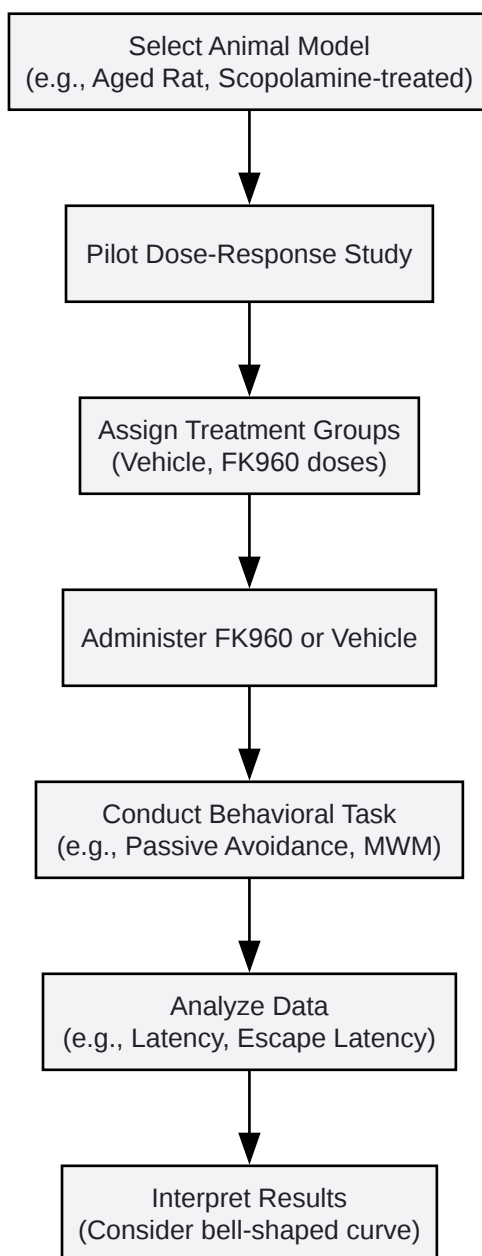 Select Animal Model
(e.g., Aged Rat, Scopolamine-treated)
Pilot Dose-Response Study
Assign Treatment Groups
(Vehicle, FK960 doses)
Administer FK960 or Vehicle
Conduct Behavioral Task
(e.g., Passive Avoidance, MWM)
Analyze Data
(e.g., Latency, Escape Latency)
Interpret Results
(Consider bell-shaped curve)